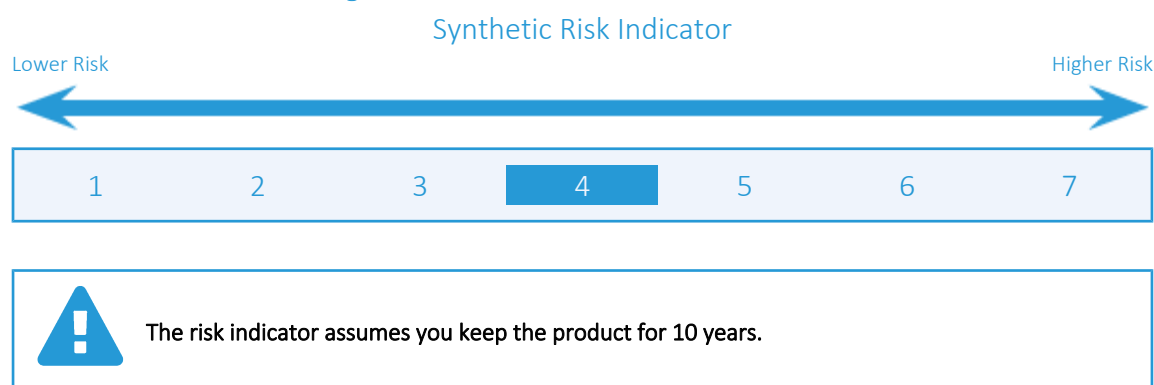 Synthetic Risk Indicator
Lower Risk Higher Risk
1 2 3 4 5 6 7
The risk indicator assumes you keep the product for 10 years.